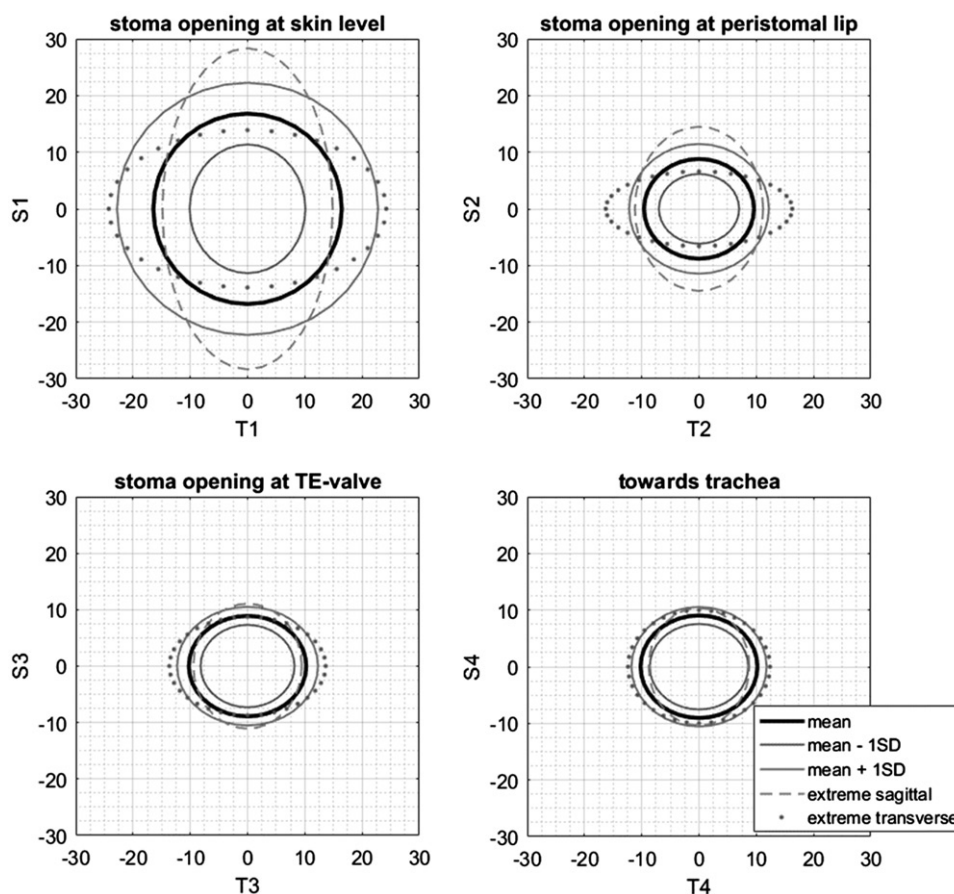 stoma opening at skin level
30
20
10
0
-10
-20
-30
S1
-30 -20 -10 0 10 20 30
T1
stoma opening at peristomal lip
30
20
10
0
-10
-20
-30
S2
-30 -20 -10 0 10 20 30
T2
stoma opening at TE-valve
30
20
10
0
-10
-20
-30
S3
-30 -20 -10 0 10 20 30
T3
towards trachea
30
20
10
0
-10
-20
-30
S4
-30 -20 -10 0 10 20 30
T4
mean
mean - 1SD
mean + 1SD
extreme sagittal
extreme transverse